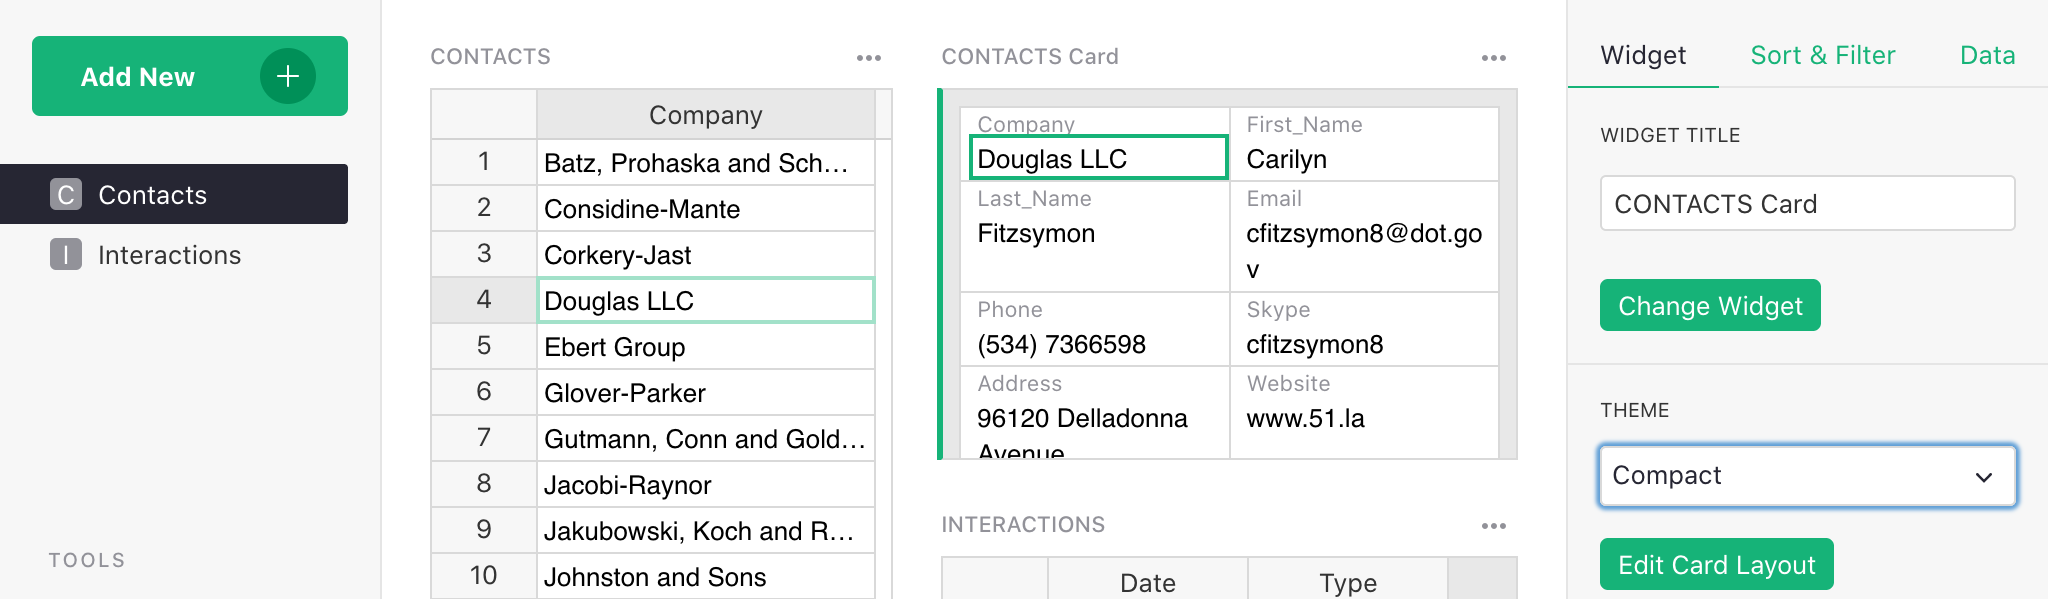 Add New
C Contacts
I Interactions
TOOLS
CONTACTS
Company
1 Batz, Prohaska and Sch…
2 Considine-Mante
3 Corkery-Jast
4 Douglas LLC
5 Ebert Group
6 Glover-Parker
7 Gutmann, Conn and Gold…
8 Jacobi-Raynor
9 Jakubowski, Koch and R…
10 Johnston and Sons
CONTACTS Card
Company
Douglas LLC
First_Name
Carilyn
Last_Name
Fitzsymon
Email
cfitzsymon8@dot.go
v
Phone
(534) 7366598
Skype
cfitzsymon8
Address
96120 Delladonna
Avenue
Website
www.51.la
INTERACTIONS
Date Type
Widget Sort & Filter Data
WIDGET TITLE
CONTACTS Card
Change Widget
THEME
Compact
Edit Card Layout